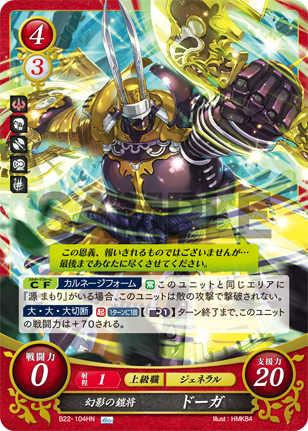 4
3
SAMPLE
この恩義、報いきれるものではございませんが…
最後まであなたに尽くさせてください。
CF カルネージフォーム 常 このユニットと同じエリアに
『源 まもり』がいる場合、このユニットは敵の攻撃で撃破されない。
大・大・大切断 起 1ターンに1回 【➡1】 ターン終了まで、このユニット
の戦闘力は+70される。
戦闘力
0
射程 1 上級職 ジェネラル
支援力
20
幻影の鎧将 ドーガ
B22-104HN
Illust:HMK84